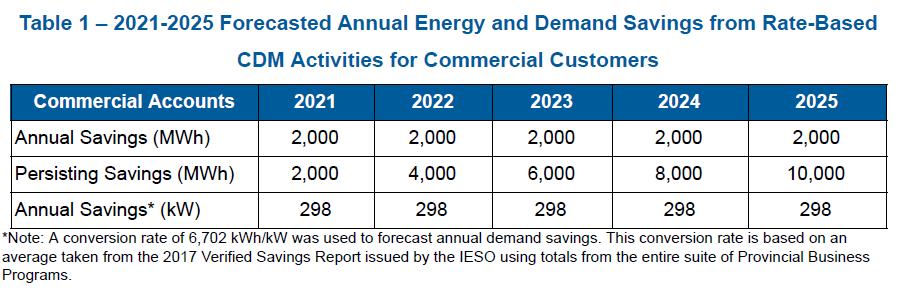 Table 1 – 2021-2025 Forecasted Annual Energy and Demand Savings from Rate-Based
CDM Activities for Commercial Customers
Commercial Accounts 2021 2022 2023 2024 2025
Annual Savings (MWh) 2,000 2,000 2,000 2,000 2,000
Persisting Savings (MWh) 2,000 4,000 6,000 8,000 10,000
Annual Savings* (kW) 298 298 298 298 298
*Note: A conversion rate of 6,702 kWh/kW was used to forecast annual demand savings. This conversion rate is based on an
average taken from the 2017 Verified Savings Report issued by the IESO using totals from the entire suite of Provincial Business
Programs.